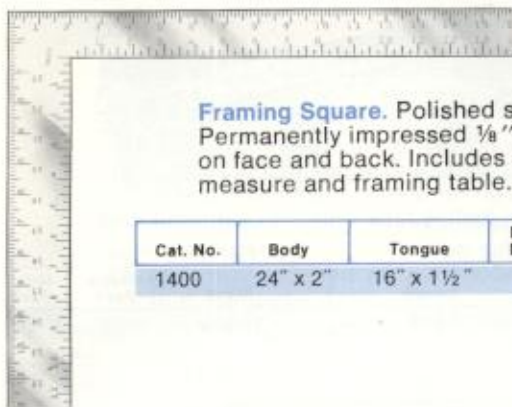 Framing Square. Polished s
Permanently impressed ⅛"
on face and back. Includes
measure and framing table.
Cat. No. Body Tongue
1400 24" x 2" 16" x 1½"